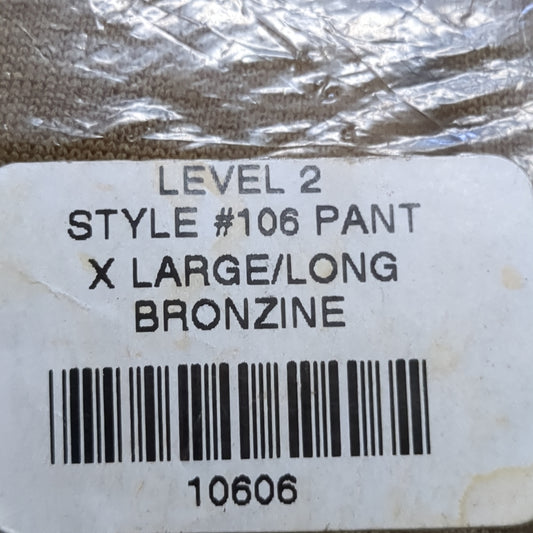 LEVEL 2
STYLE #106 PANT
X LARGE/LONG
BRONZINE
10606